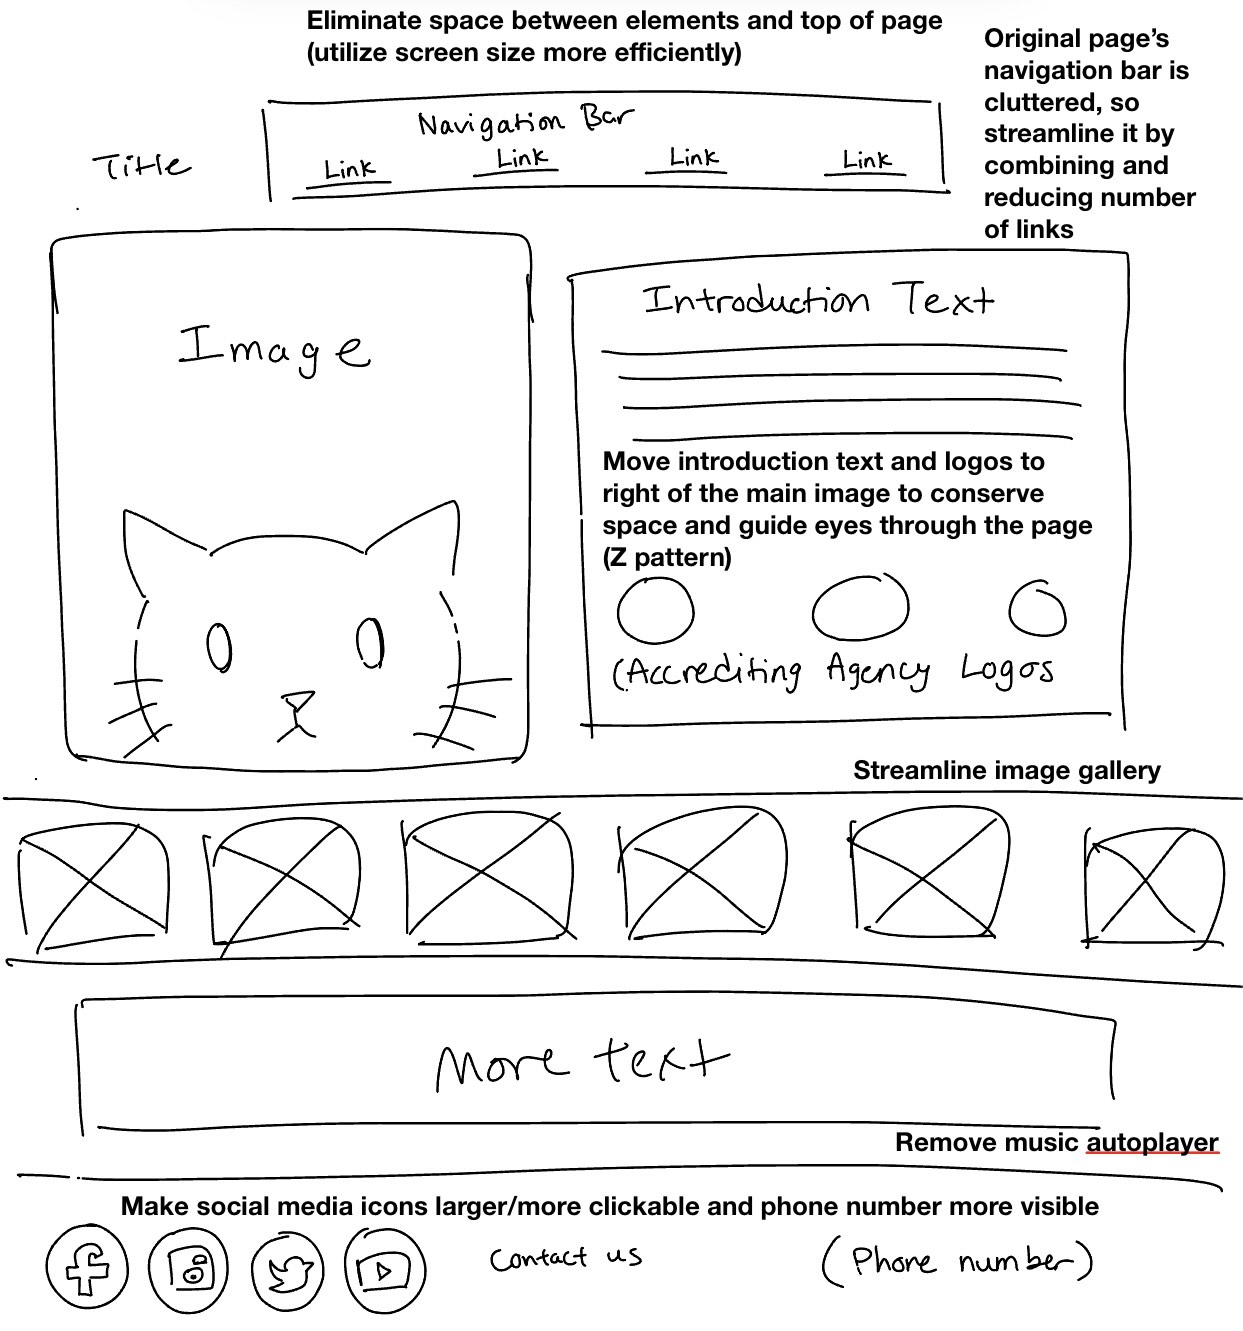 Eliminate space between elements and top of page
(utilize screen size more efficiently)
Original page's
navigation bar is
cluttered, so
streamline it by
combining and
reducing number
of links
Title
Navigation Bar
Link Link Link Link
Image
Introduction Text
Move introduction text and logos to
right of the main image to conserve
space and guide eyes through the page
(Z pattern)
(Accrediting Agency Logos
Streamline image gallery
More text
Remove music autoplayer
Make social media icons larger/more clickable and phone number more visible
Contact us
(Phone number)